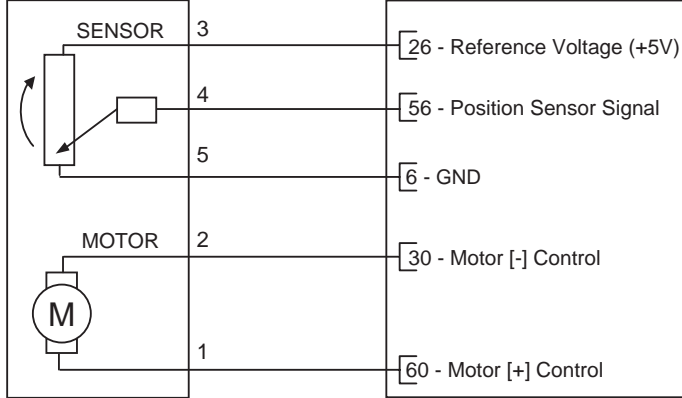 SENSOR 3
26 - Reference Voltage (+5V)
4
56 - Position Sensor Signal
5
6 - GND
MOTOR 2
30 - Motor [-] Control
M
1
60 - Motor [+] Control